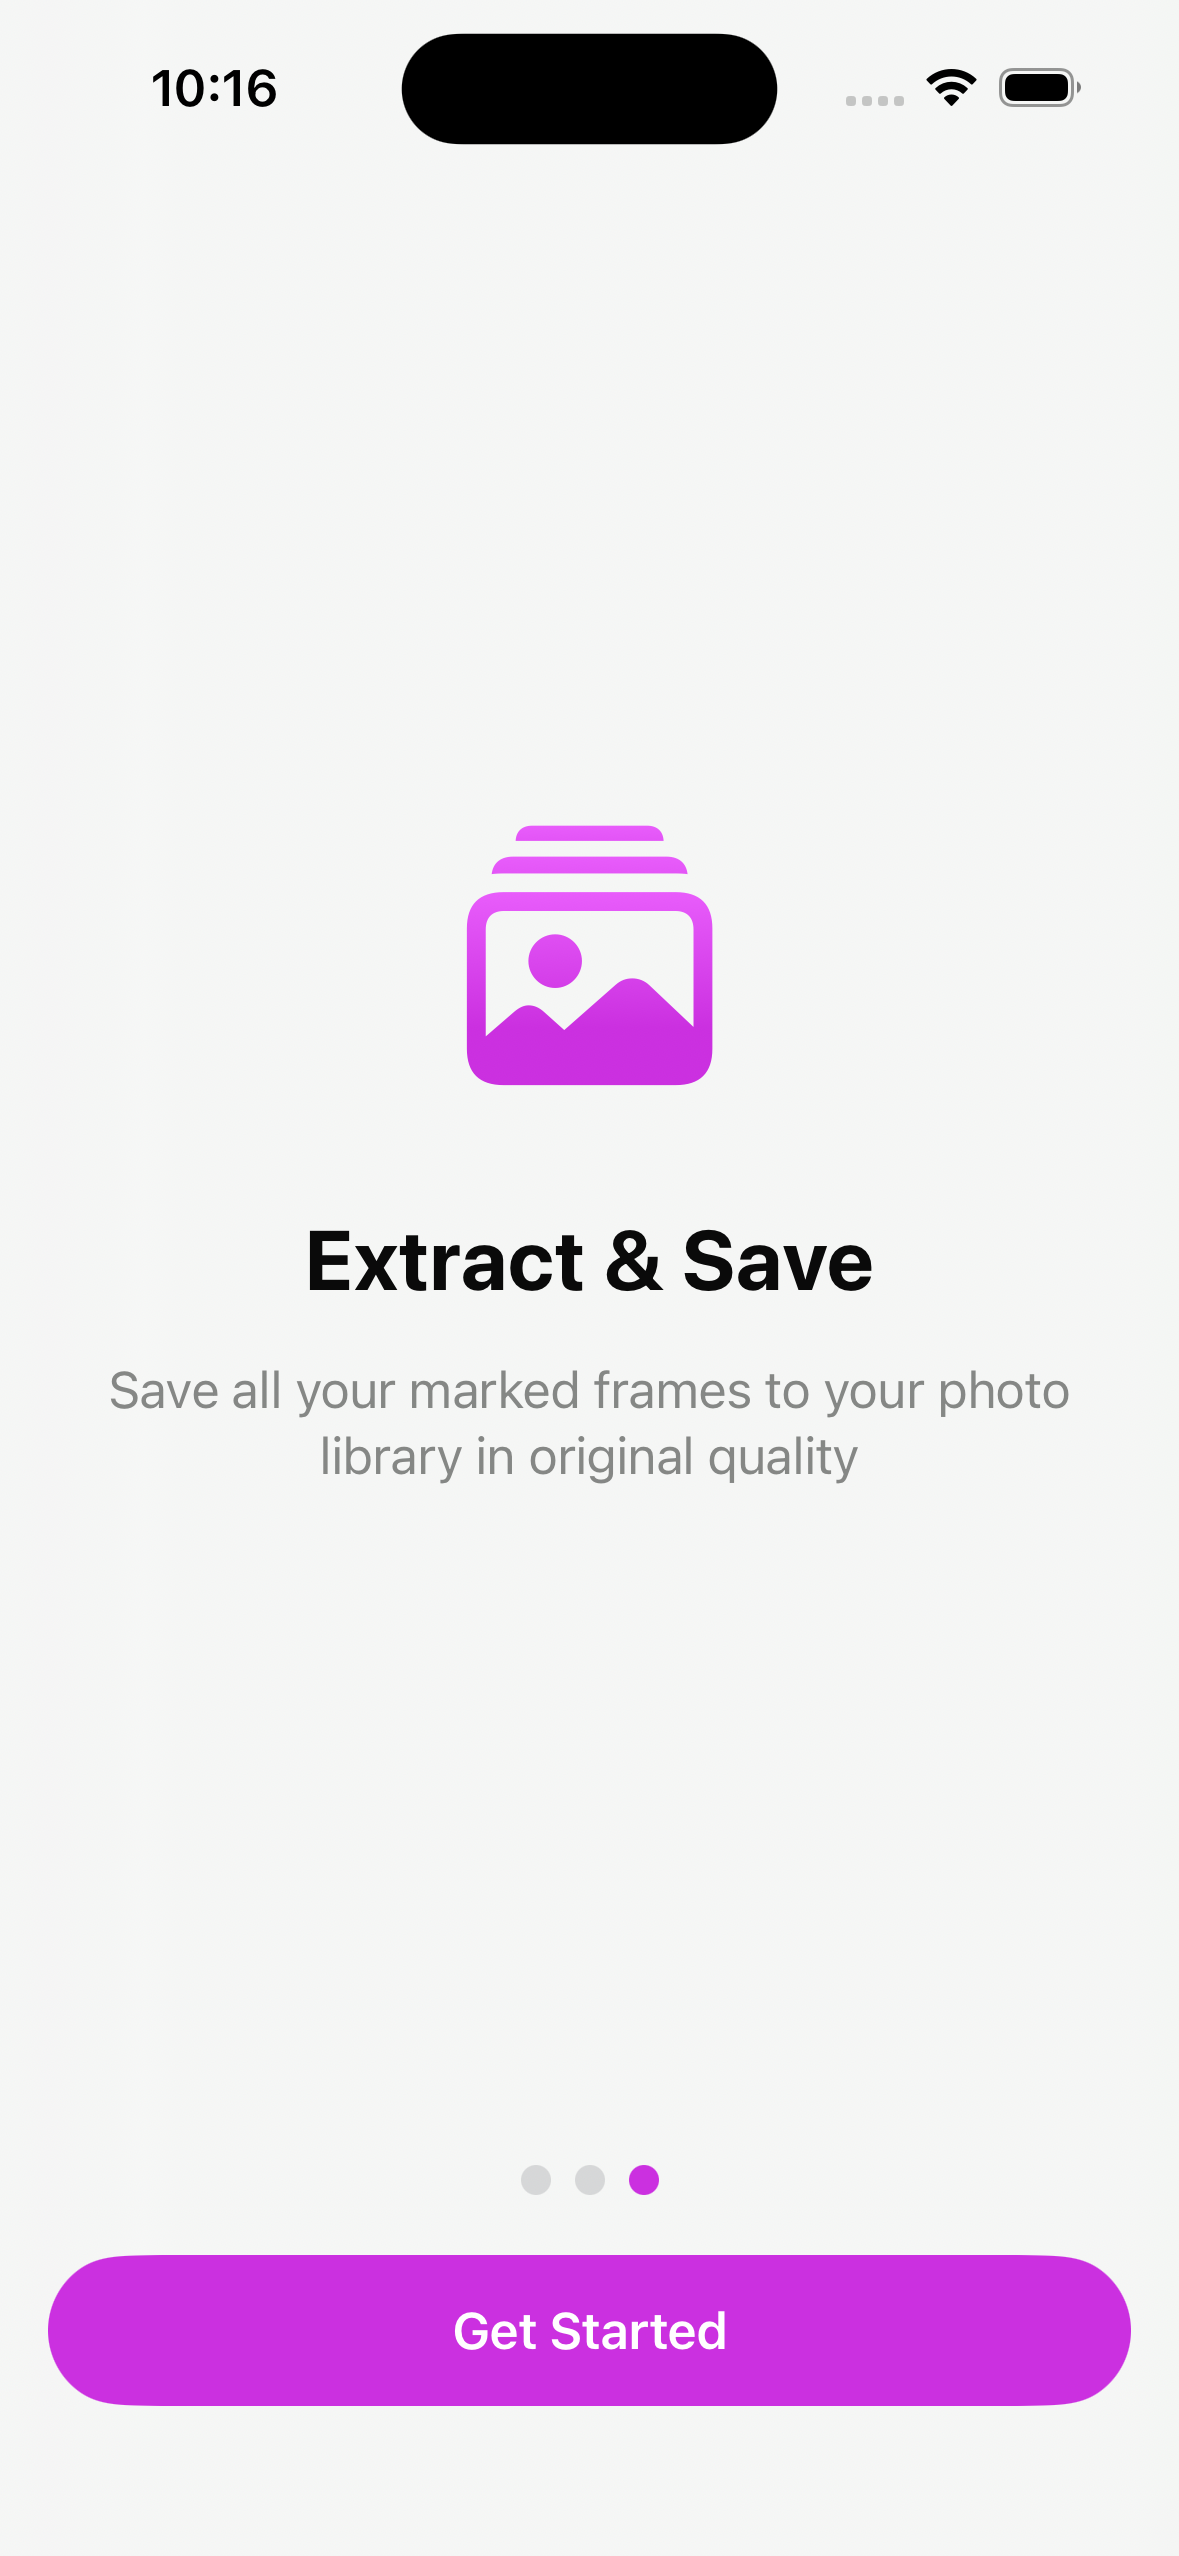 10:16
Extract & Save
Save all your marked frames to your photo
library in original quality
Get Started